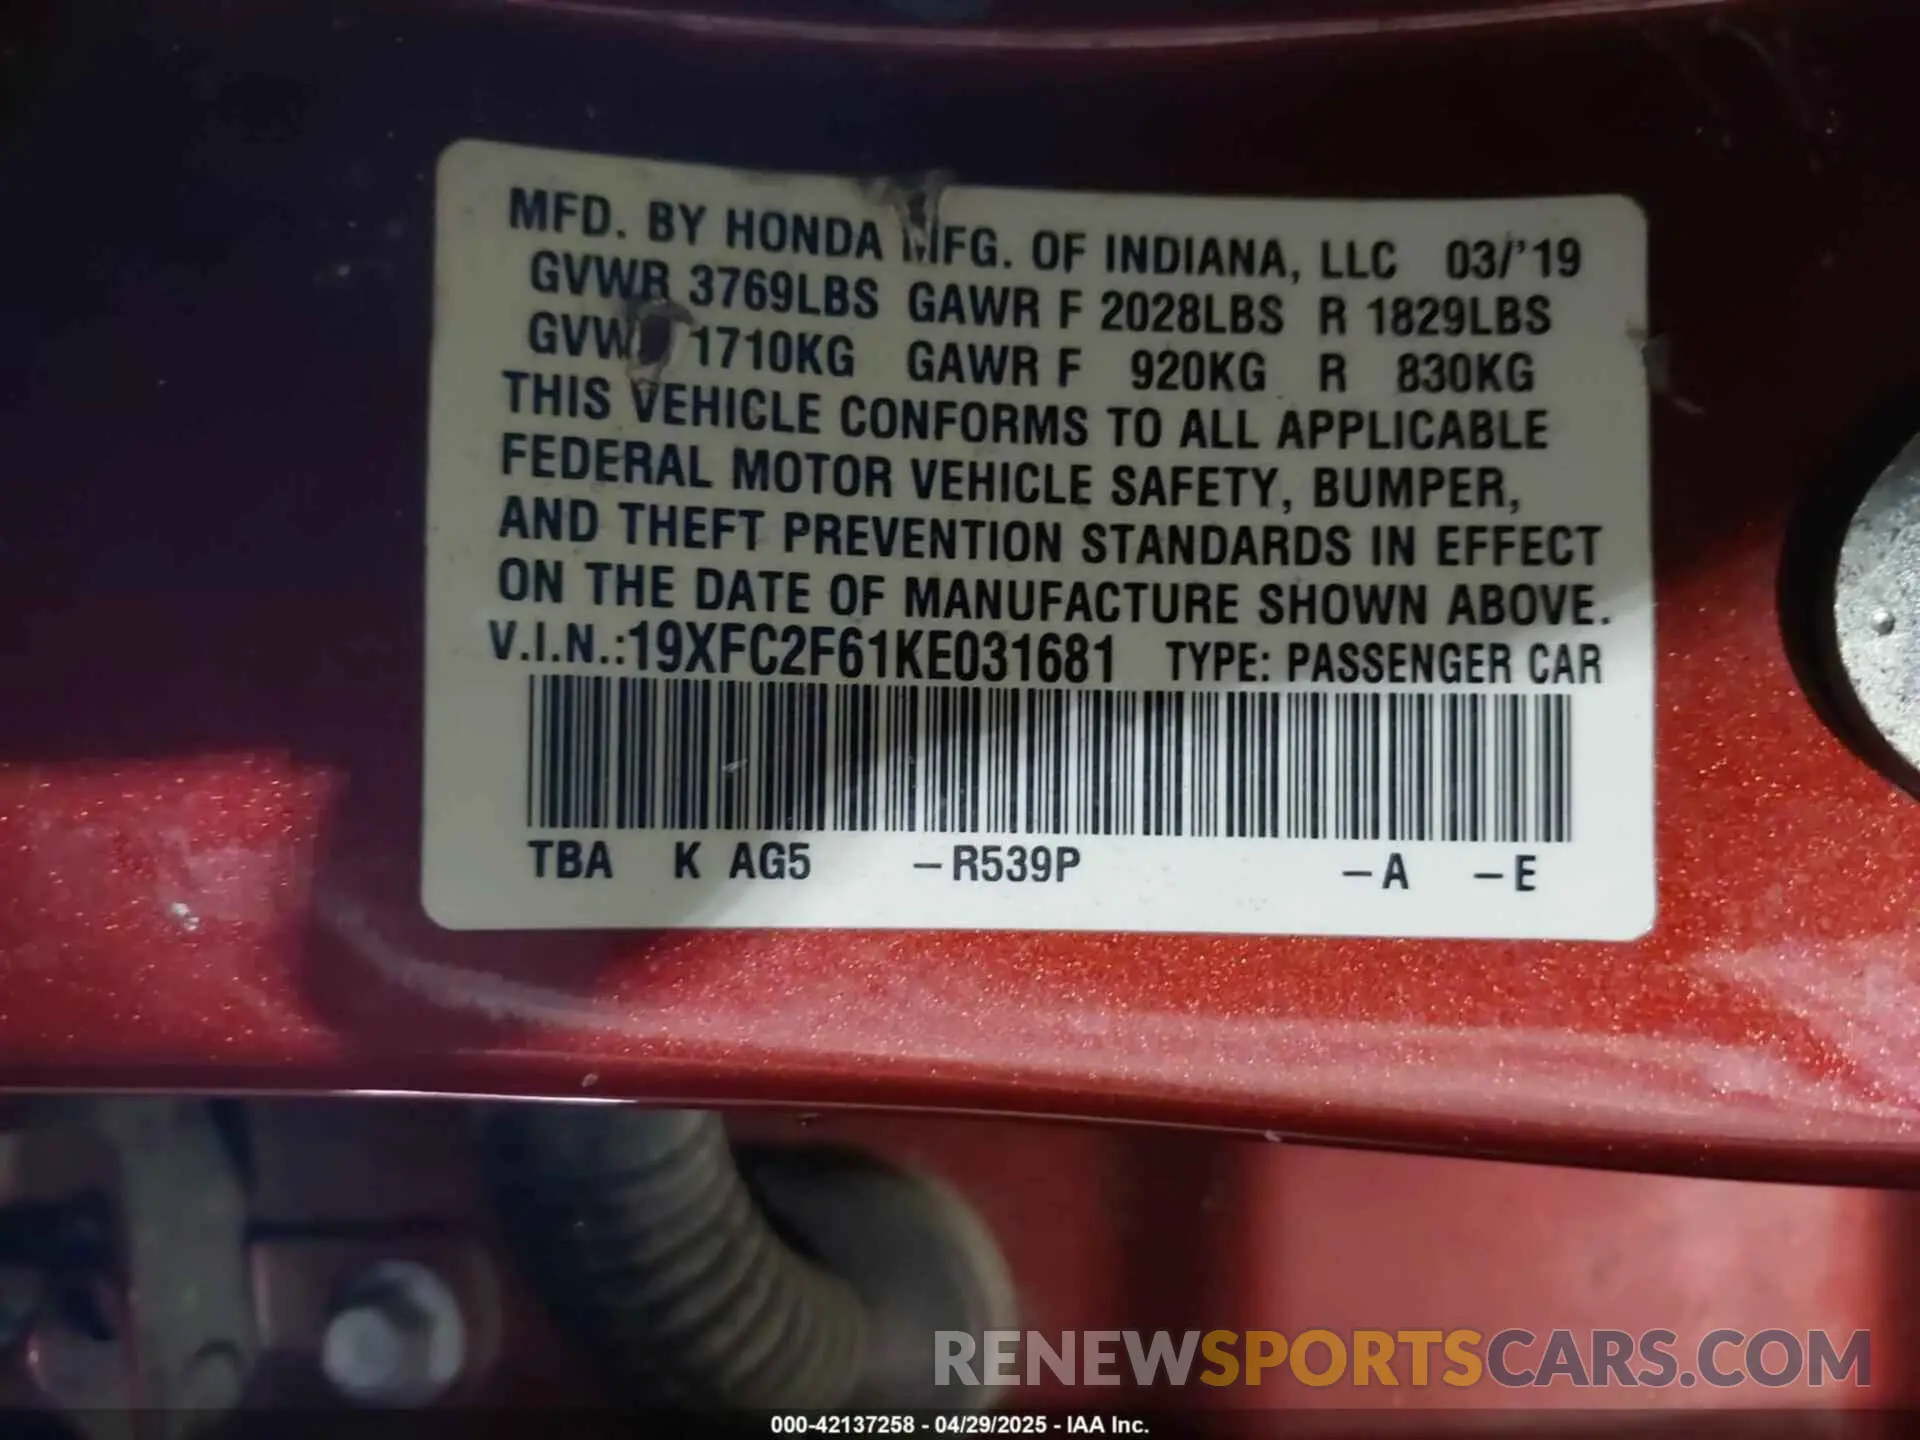 MFD. BY HONDA MFG. OF INDIANA, LLC 03/'19
GVWR 3769LBS GAWR F 2028LBS R 1829LBS
GVWR 1710KG GAWR F 920KG R 830KG
THIS VEHICLE CONFORMS TO ALL APPLICABLE
FEDERAL MOTOR VEHICLE SAFETY, BUMPER,
AND THEFT PREVENTION STANDARDS IN EFFECT
ON THE DATE OF MANUFACTURE SHOWN ABOVE.
V.I.N.:19XFC2F61KE031681 TYPE: PASSENGER CAR
TBA K AG5 –R539P –A –E
RENEWSPORTSCARS.COM
000-42137258 - 04/29/2025 - IAA Inc.